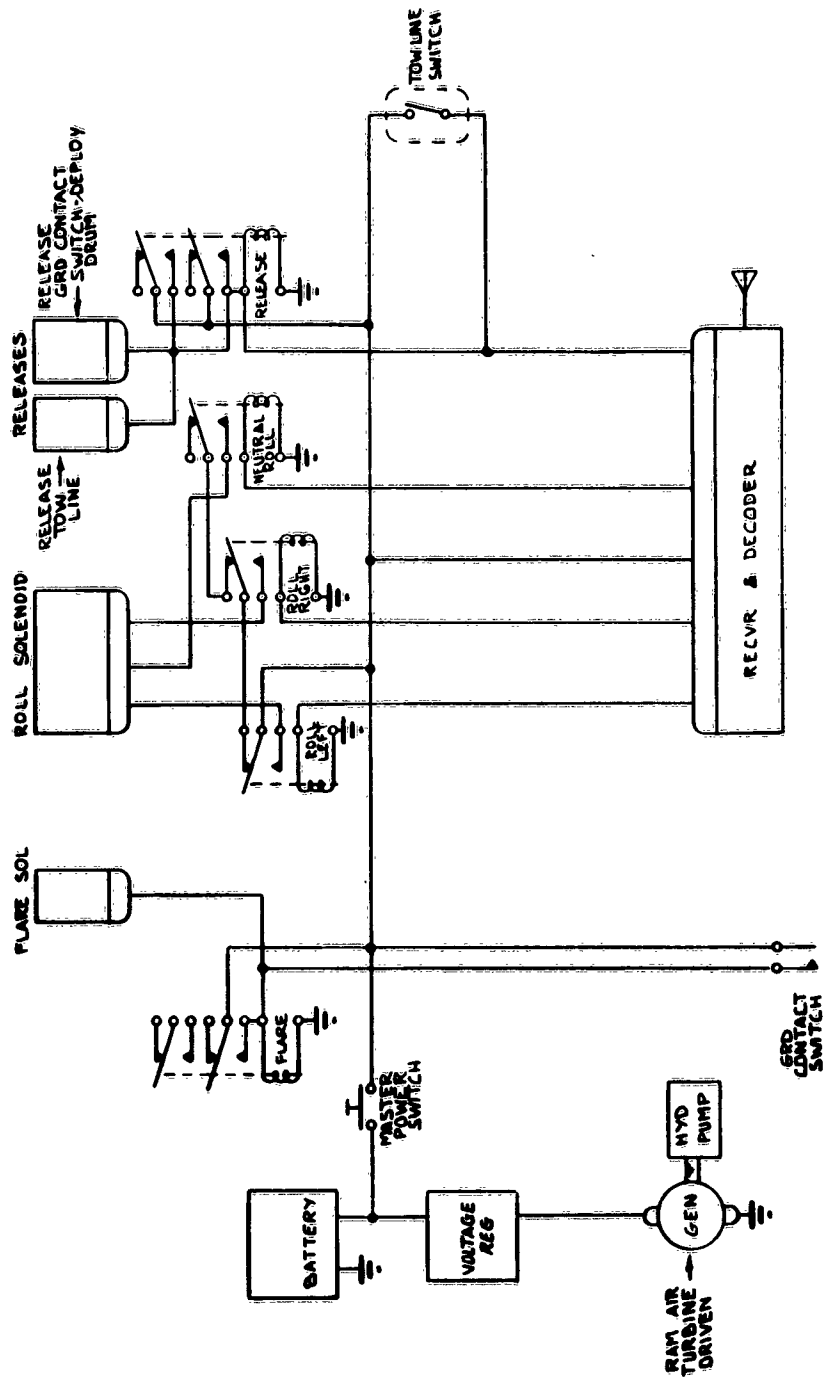 FLARE SOL
ROLL SOLENOID
RELEASES
RELEASE
TOW
LINE
RELEASE
GRD CONTACT
SWITCH-DEPLOY
DRUM
FLARE
ROLL
LEFT
ROLL
RIGHT
NEUTRAL
ROLL
RELEASE
TOW LINE
SWITCH
BATTERY
MASTER
POWER
SWITCH
VOLTAGE
REG
RAM AIR
TURBINE
DRIVEN
GEN
HYD
PUMP
GRD
CONTACT
SWITCH
RECVR & DECODER